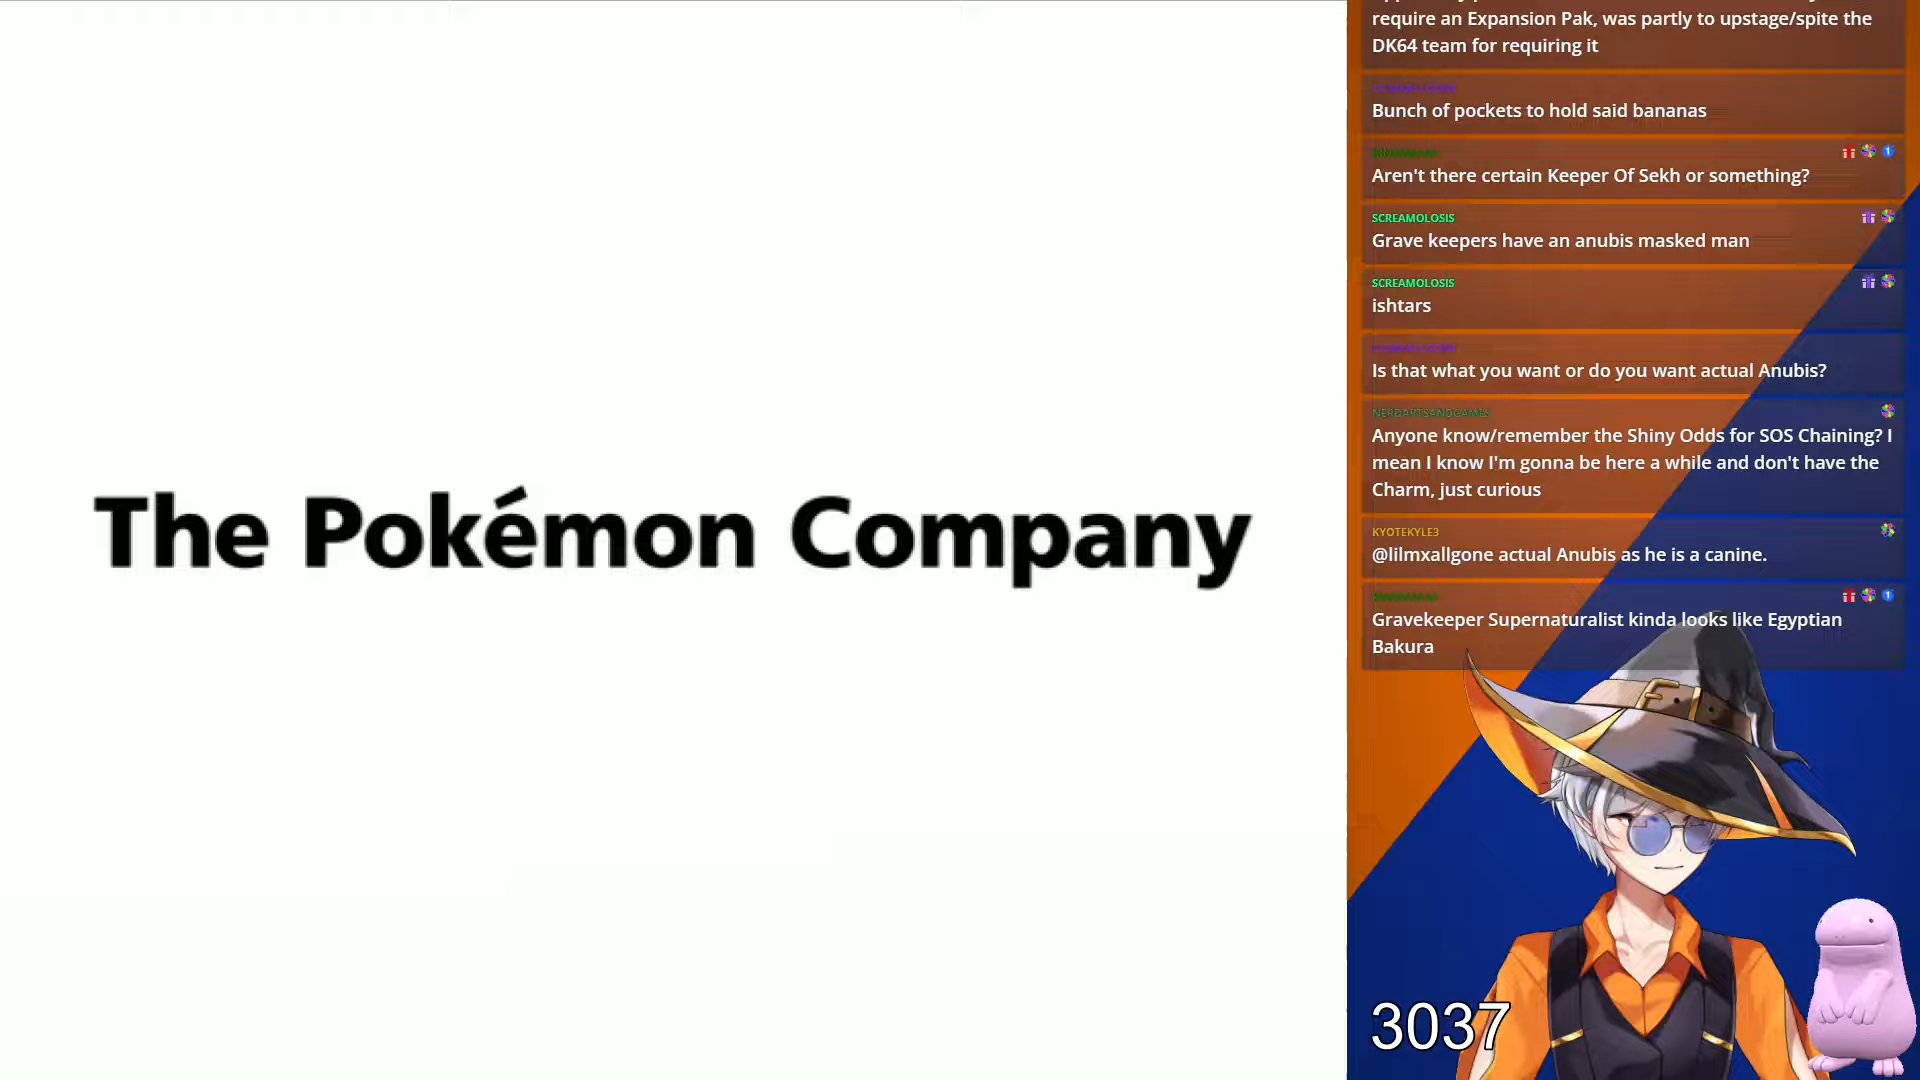 The Pokémon Company
require an Expansion Pak, was partly to upstage/spite the
DK64 team for requiring it
Bunch of pockets to hold said bananas
Aren't there certain Keeper Of Sekh or something?
SCREAMOLOSIS
Grave keepers have an anubis masked man
SCREAMOLOSIS
ishtars
Is that what you want or do you want actual Anubis?
NERDARTSANDGAMES
Anyone know/remember the Shiny Odds for SOS Chaining? I
mean I know I'm gonna be here a while and don't have the
Charm, just curious
KYOTEKYLE3
@lilmxallgone actual Anubis as he is a canine.
Gravekeeper Supernaturalist kinda looks like Egyptian
Bakura
3037